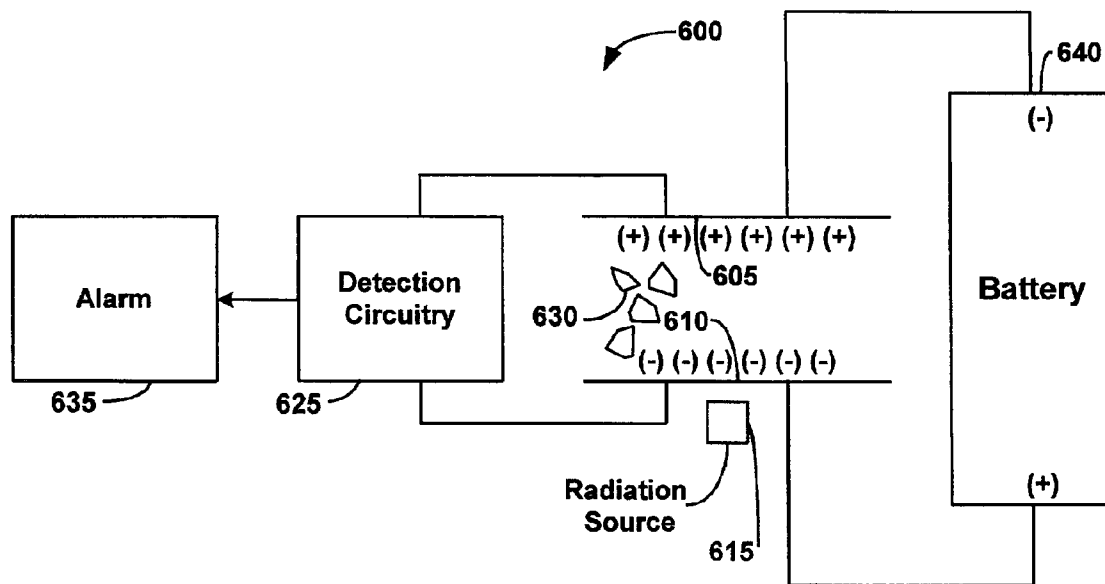 600
640
(-)
(+) (+) (+) (+) (+) (+)
605
Alarm
Detection
Circuitry
630
610
Battery
(-) (-) (-) (-) (-) (-)
635
625
Radiation
Source
(+)
615